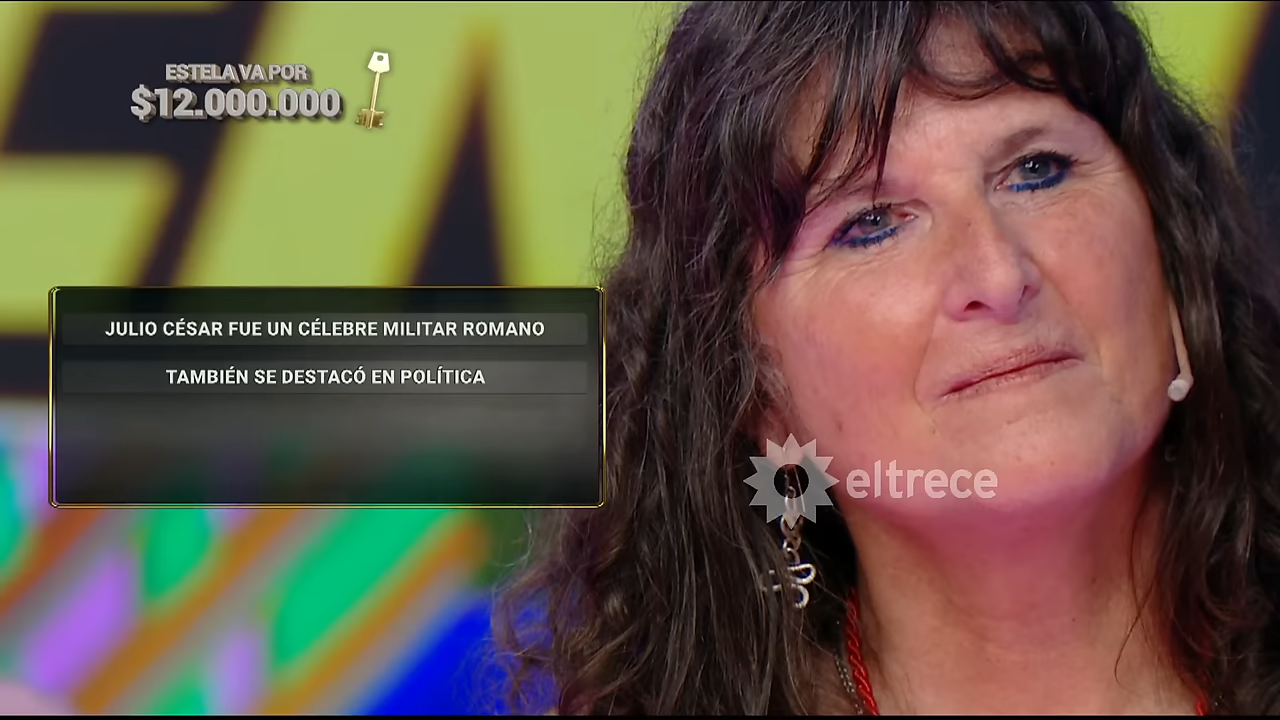 ESTELA VA POR
$12.000.000
JULIO CÉSAR FUE UN CÉLEBRE MILITAR ROMANO
TAMBIÉN SE DESTACÓ EN POLÍTICA
eltrece